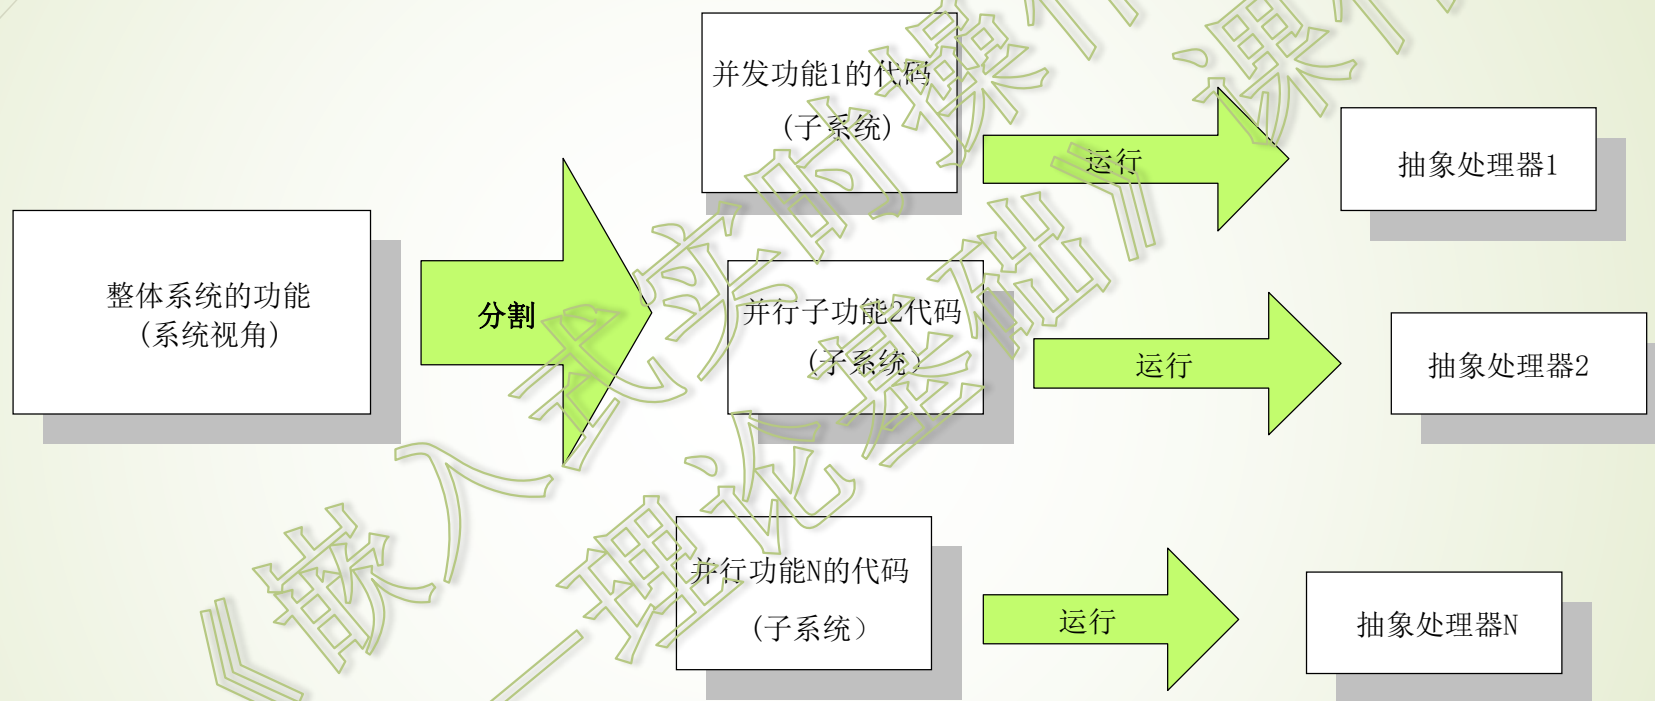 整体系统的功能
(系统视角)
分割
并发功能1的代码
(子系统)
运行
抽象处理器1
并行子功能2代码
(子系统）
运行
抽象处理器2
并行功能N的代码
(子系统）
运行
抽象处理器N
《嵌入式实时操
—理论基础》课